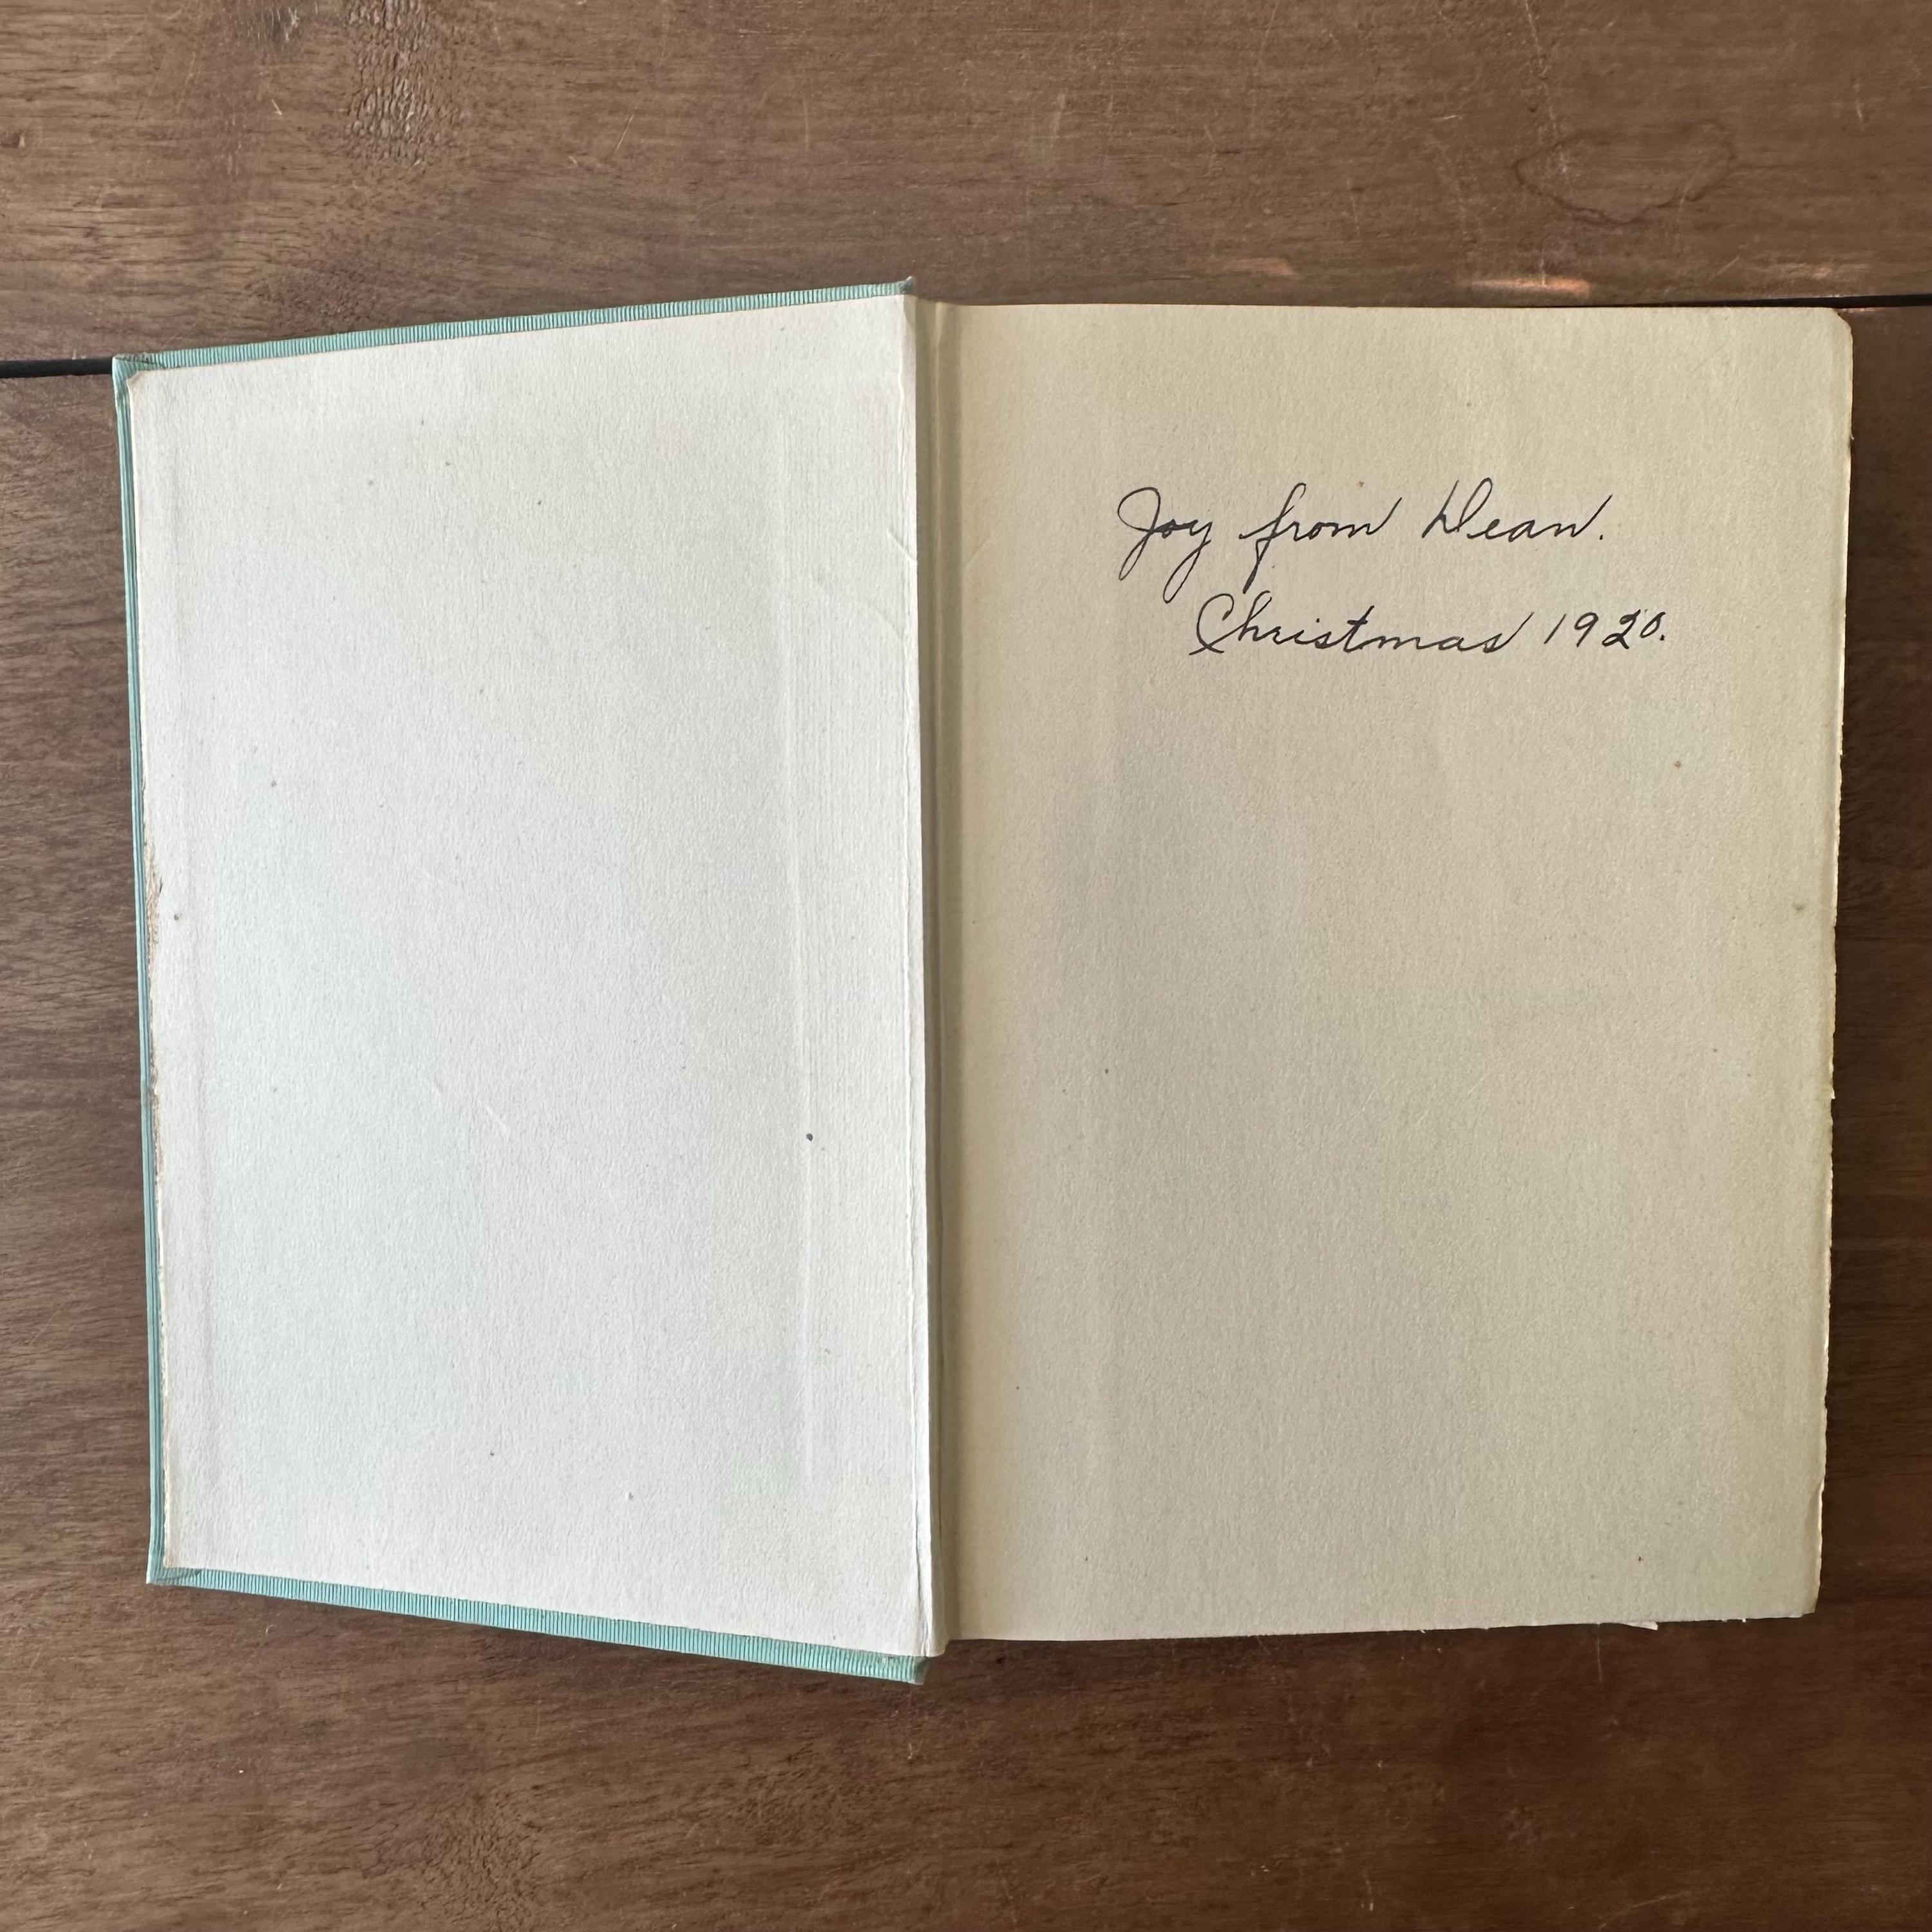 Joy from Dean.
Christmas 1920.